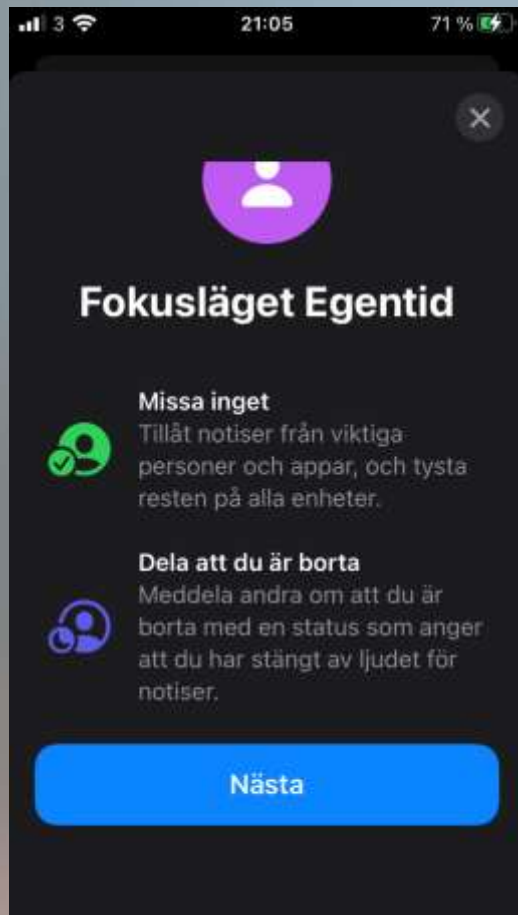 3 21:05 71 %
Fokusläget Egentid
Missa inget
Tillåt notiser från viktiga
personer och appar, och tysta
resten på alla enheter.
Dela att du är borta
Meddela andra om att du är
borta med en status som anger
att du har stängt av ljudet för
notiser.
Nästa